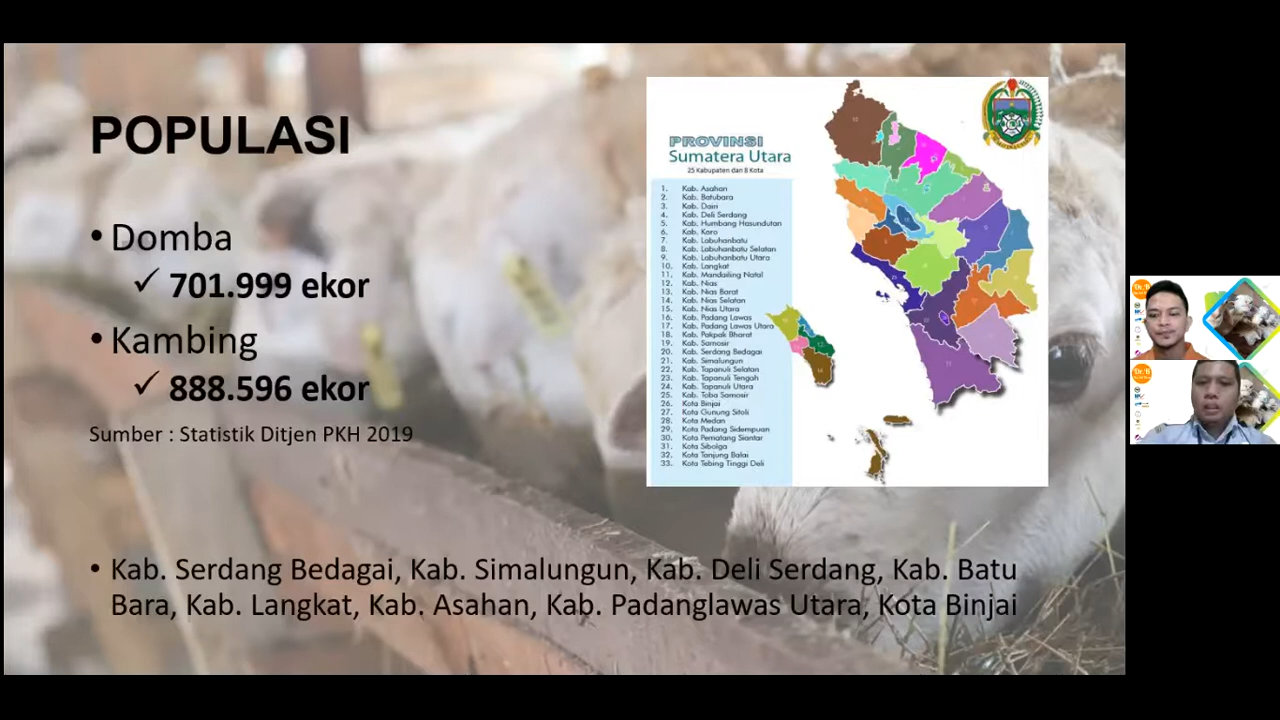 POPULASI
• Domba
✓ 701.999 ekor
• Kambing
✓ 888.596 ekor
Sumber : Statistik Ditjen PKH 2019
PROVINSI
Sumatera Utara
25 Kabupaten dan 8 Kota
1. Kab. Asahan
2. Kab. Batubara
3. Kab. Dairi
4. Kab. Deli Serdang
5. Kab. Humbang Hasundutan
6. Kab. Karo
7. Kab. Labuhanbatu
8. Kab. Labuhanbatu Selatan
9. Kab. Labuhanbatu Utara
10. Kab. Langkat
11. Kab. Mandailing Natal
12. Kab. Nias
13. Kab. Nias Barat
14. Kab. Nias Selatan
15. Kab. Nias Utara
16. Kab. Padang Lawas
17. Kab. Padang Lawas Utara
18. Kab. Pakpak Bharat
19. Kab. Samosir
20. Kab. Serdang Bedagai
21. Kab. Simalungun
22. Kab. Tapanuli Selatan
23. Kab. Tapanuli Tengah
24. Kab. Tapanuli Utara
25. Kab. Toba Samosir
26. Kota Binjai
27. Kota Gunung Sitoli
28. Kota Medan
29. Kota Padang Sidempuan
30. Kota Pematang Siantar
31. Kota Sibolga
32. Kota Tanjung Balai
33. Kota Tebing Tinggi Deli
• Kab. Serdang Bedagai, Kab. Simalungun, Kab. Deli Serdang, Kab. Batu
Bara, Kab. Langkat, Kab. Asahan, Kab. Padanglawas Utara, Kota Binjai